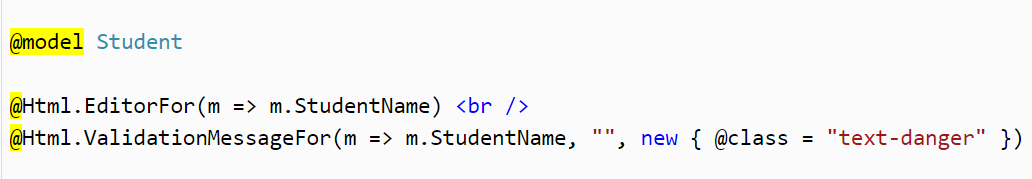 @model Student
@Html.EditorFor(m => m.StudentName) <br />
@Html.ValidationMessageFor(m => m.StudentName, "", new { @class = "text-danger" })